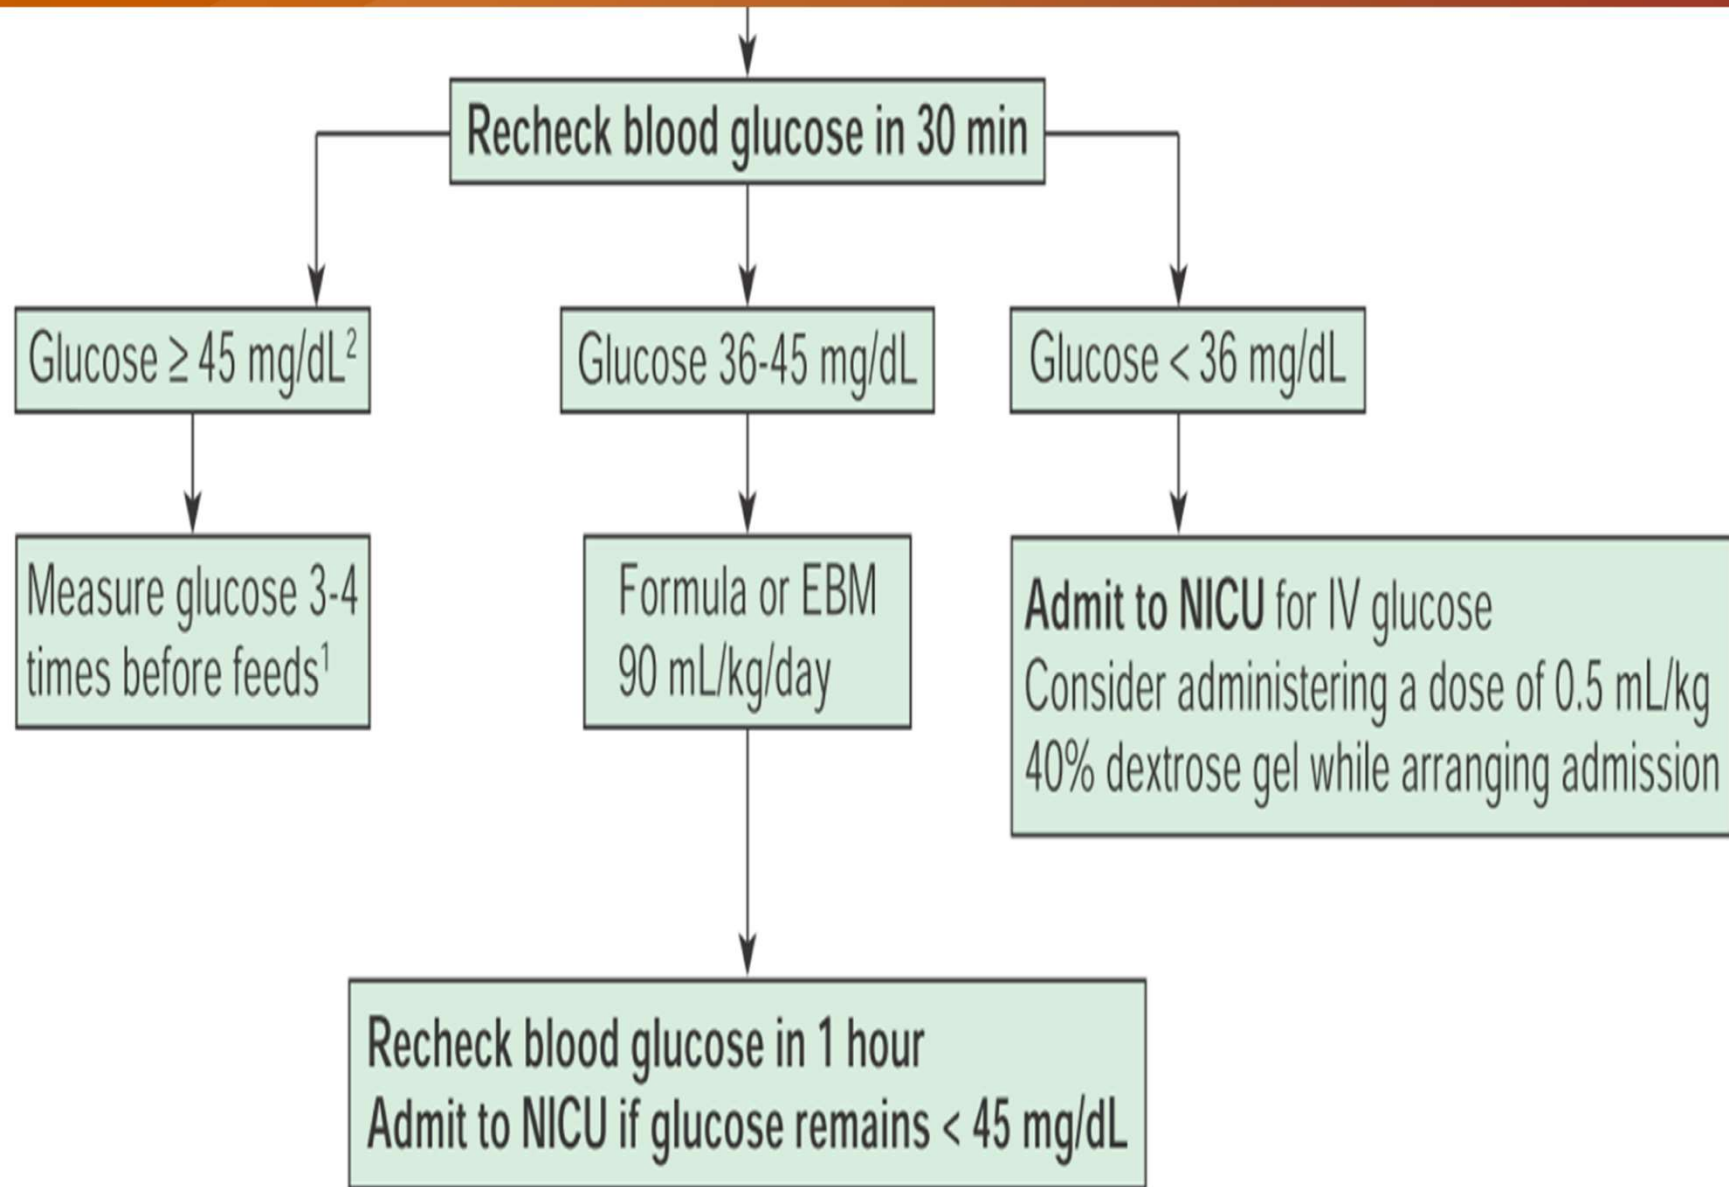 Recheck blood glucose in 30 min
Glucose ≥ 45 mg/dL²
Glucose 36-45 mg/dL
Glucose < 36 mg/dL
Measure glucose 3-4
times before feeds¹
Formula or EBM
90 mL/kg/day
Admit to NICU for IV glucose
Consider administering a dose of 0.5 mL/kg
40% dextrose gel while arranging admission
Recheck blood glucose in 1 hour
Admit to NICU if glucose remains < 45 mg/dL